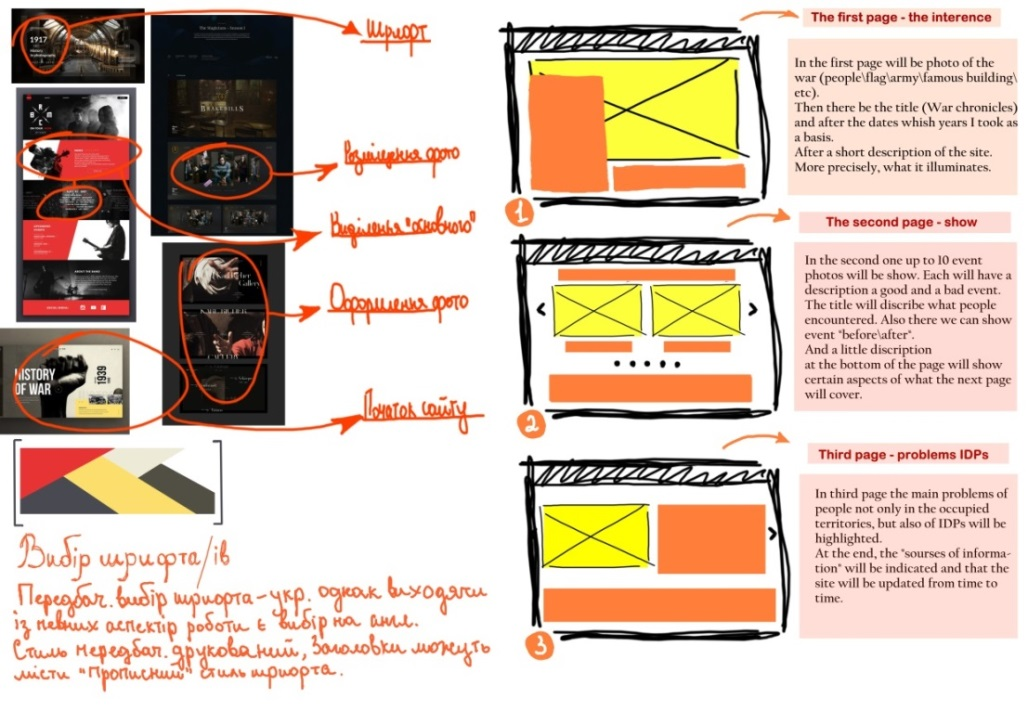 1917
Шрифт
Розміщення фото
Виділення "основного"
Оформлення фото
HISTORY
OF WAR
1939
Початок сайту
Вибір шрифта/ів
Передбач. вибір шрифта-укр. однак виходячи
із певних аспектів роботи є вибір на англ.
Стиль передбач. друкований, Заголовки можуть
місти "Прописний" стиль шрифта.
The first page - the interence
In the first page will be photo of the
war (people\flag\army\famous building\
etc).
Then there be the title (War chronicles)
and after the dates whish years I took as
a basis.
After a short description of the site.
More precisely, what it illuminates.
1
The second page - show
In the second one up to 10 event
photos will be show. Each will have a
description a good and a bad event.
The title will discribe what people
encountered. Also there we can show
event "before\after".
And a little discription
at the bottom of the page will show
certain aspects of what the next page
will cover.
2
Third page - problems IDPs
In third page the main problems of
people not only in the occupied
territories, but also of IDPs will be
highlighted.
At the end, the "sourses of informa-
tion" will be indicated and that the
site will be updated from time to
time.
3